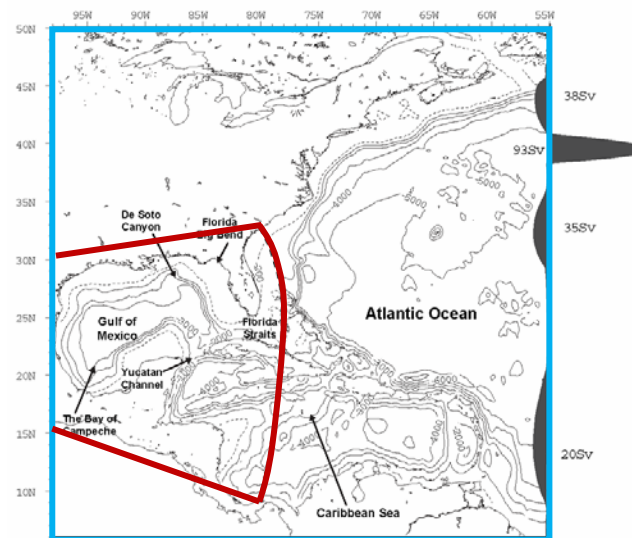 95W 90W 85W 80W 75W 70W 65W 60W 55W
50N
45N
40N
35N
30N
25N
20N
15N
10N
38Sv
93Sv
35Sv
20Sv
De Soto
Canyon
Florida
Big Bend
Atlantic Ocean
Gulf of
Mexico
Florida
Straits
Yucatan
Channel
The Bay of
Campeche
Caribbean Sea
4000
5000